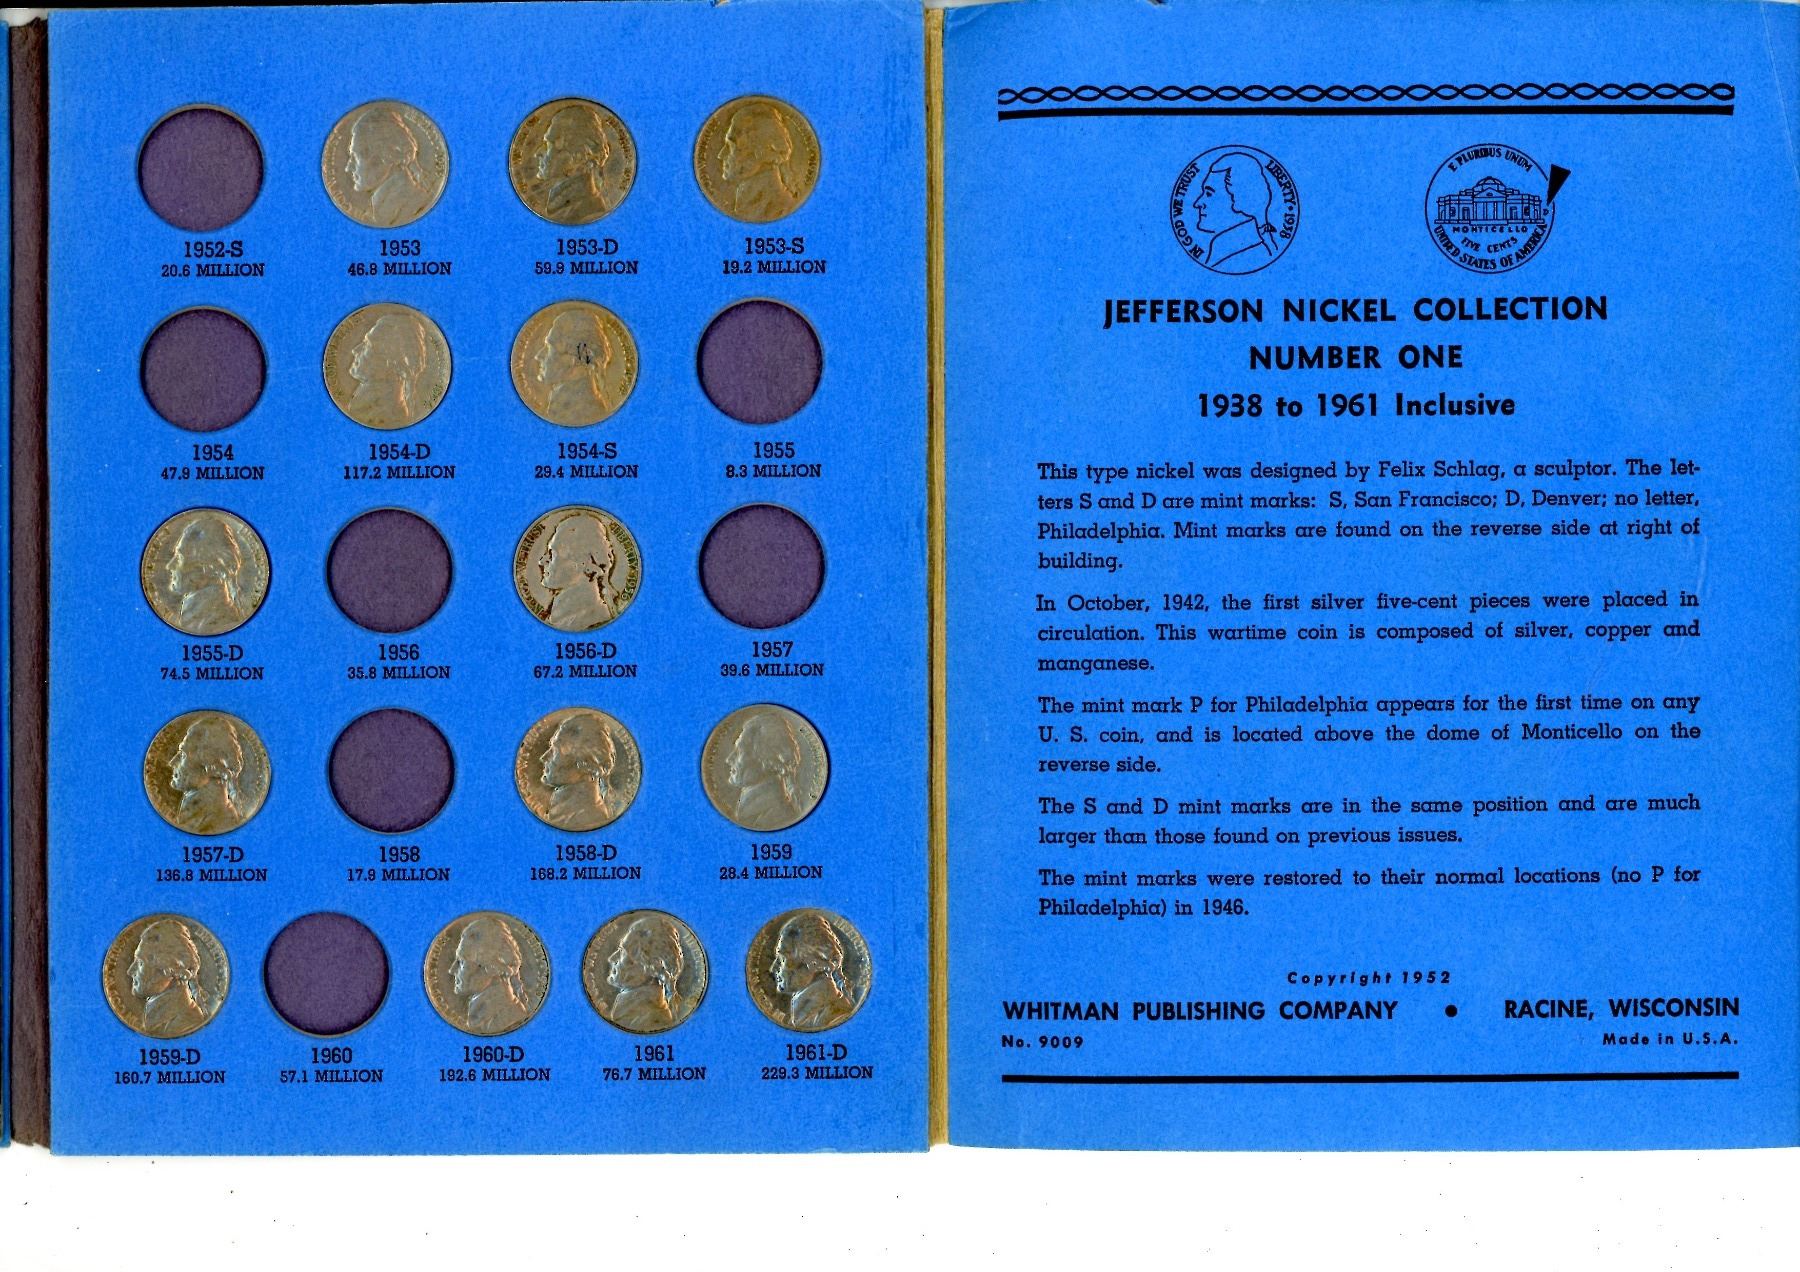 1952-S 1953 1953-D 1953-S
20.6 MILLION 46.8 MILLION 59.9 MILLION 19.2 MILLION
1954 1954-D 1954-S 1955
47.9 MILLION 117.2 MILLION 29.4 MILLION 8.3 MILLION
1955-D 1956 1956-D 1957
74.5 MILLION 35.8 MILLION 67.2 MILLION 39.6 MILLION
1957-D 1958 1958-D 1959
136.8 MILLION 17.9 MILLION 168.2 MILLION 28.4 MILLION
1959-D 1960 1960-D 1961 1961-D
160.7 MILLION 57.1 MILLION 192.6 MILLION 76.7 MILLION 229.3 MILLION
IN GOD WE TRUST LIBERTY • 1938
E PLURIBUS UNUM
MONTICELLO
FIVE CENTS
UNITED STATES OF AMERICA
JEFFERSON NICKEL COLLECTION
NUMBER ONE
1938 to 1961 Inclusive
This type nickel was designed by Felix Schlag, a sculptor. The let-
ters S and D are mint marks: S, San Francisco; D, Denver; no letter,
Philadelphia. Mint marks are found on the reverse side at right of
building.
In October, 1942, the first silver five-cent pieces were placed in
circulation. This wartime coin is composed of silver, copper and
manganese.
The mint mark P for Philadelphia appears for the first time on any
U. S. coin, and is located above the dome of Monticello on the
reverse side.
The S and D mint marks are in the same position and are much
larger than those found on previous issues.
The mint marks were restored to their normal locations (no P for
Philadelphia) in 1946.
Copyright 1952
WHITMAN PUBLISHING COMPANY • RACINE, WISCONSIN
No. 9009 Made in U.S.A.